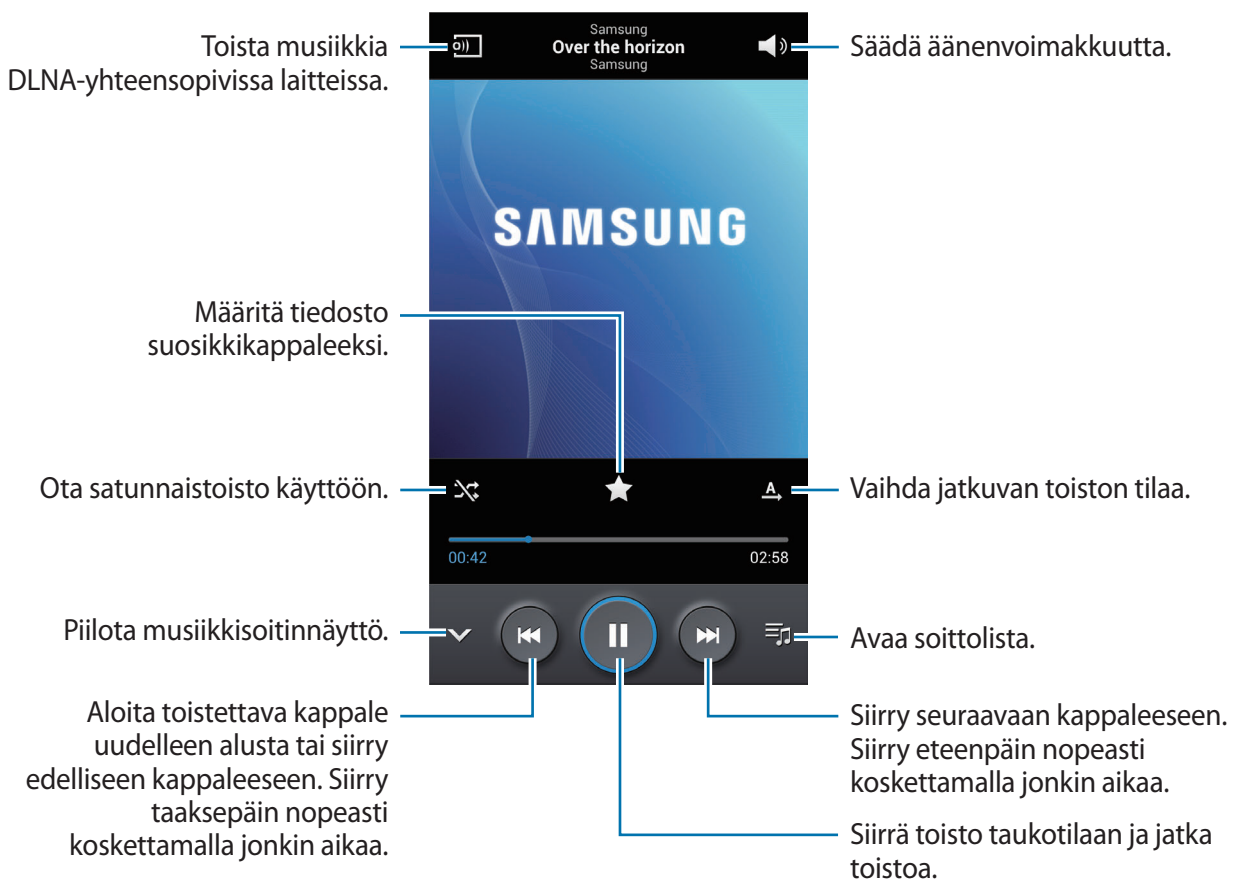 Toista musiikkia
DLNA-yhteensopivissa laitteissa.
Samsung
Over the horizon
Samsung
Säädä äänenvoimakkuutta.
SAMSUNG
Määritä tiedosto
suosikkikappaleeksi.
Ota satunnaistoisto käyttöön.
A
Vaihda jatkuvan toiston tilaa.
00:42
02:58
Piilota musiikkisoitinnäyttö.
Avaa soittolista.
Aloita toistettava kappale
uudelleen alusta tai siirry
edelliseen kappaleeseen. Siirry
taaksepäin nopeasti
koskettamalla jonkin aikaa.
Siirry seuraavaan kappaleeseen.
Siirry eteenpäin nopeasti
koskettamalla jonkin aikaa.
Siirrä toisto taukotilaan ja jatka
toistoa.